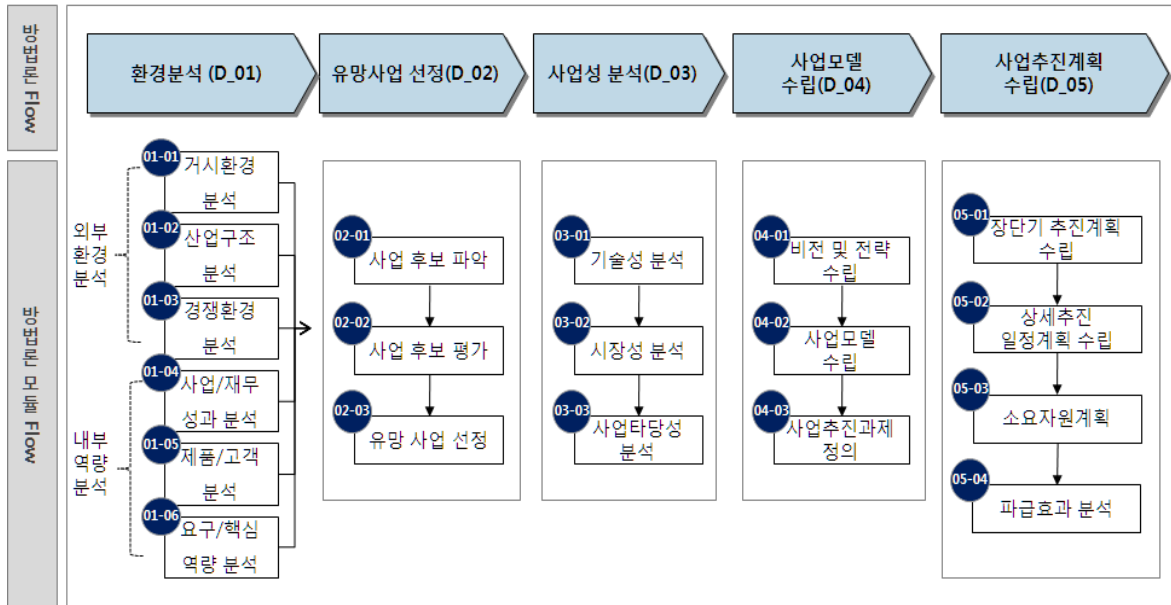 방법론 Flow
환경분석 (D_01)
유망사업 선정(D_02)
사업성 분석(D_03)
사업모델
수립(D_04)
사업추진계획
수립(D_05)
방법론 모듈 Flow
외부
환경
분석
01-01
거시환경
분석
01-02
산업구조
분석
01-03
경쟁환경
분석
내부
역량
분석
01-04
사업/재무
성과 분석
01-05
제품/고객
분석
01-06
요구/핵심
역량 분석
02-01
사업 후보 파악
02-02
사업 후보 평가
02-03
유망 사업 선정
03-01
기술성 분석
03-02
시장성 분석
03-03
사업타당성
분석
04-01
비전 및 전략
수립
04-02
사업모델
수립
04-03
사업추진과제
정의
05-01
장단기 추진계획
수립
05-02
상세추진
일정계획 수립
05-03
소요자원계획
05-04
파급효과 분석